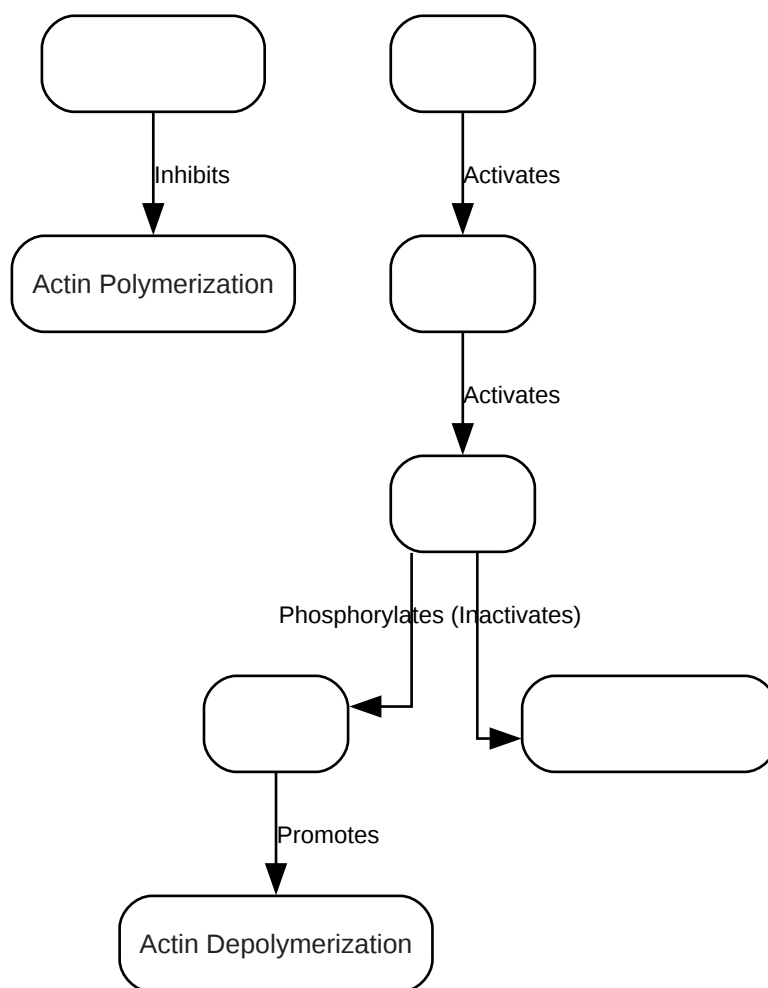 Inhibits
Activates
Actin Polymerization
Activates
Phosphorylates (Inactivates)
Promotes
Actin Depolymerization